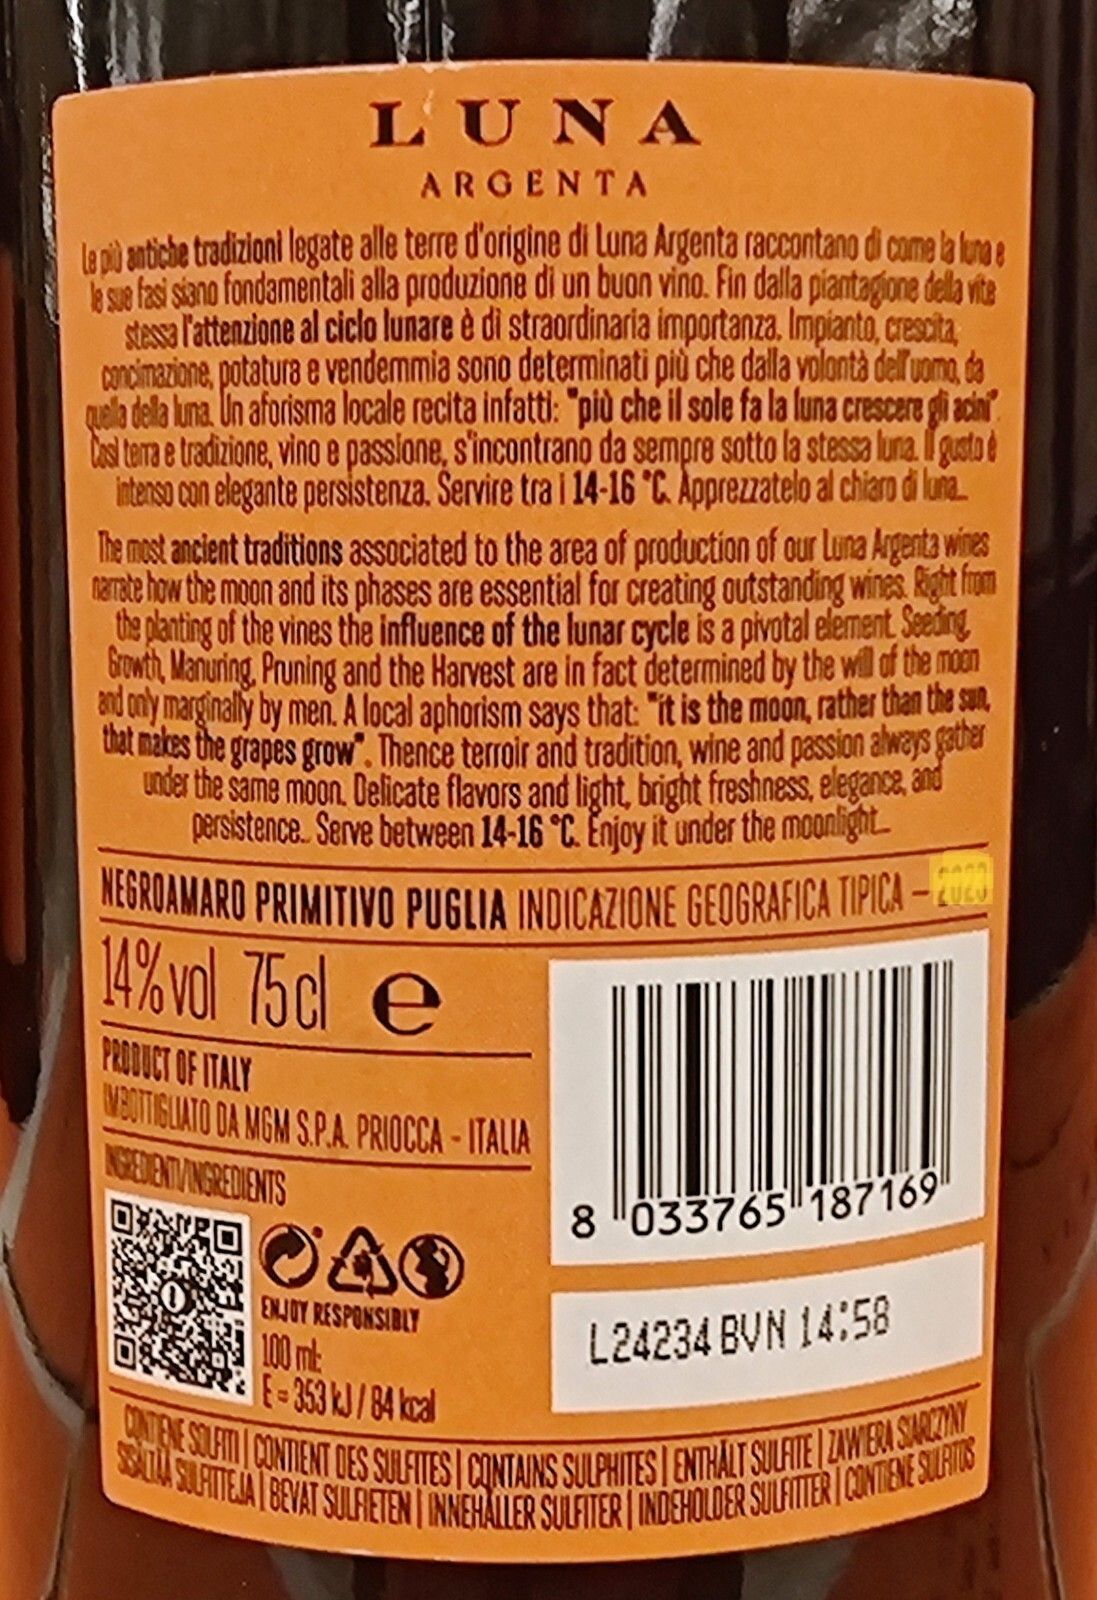 LUNA
ARGENTA
Le più antiche tradizioni legate alle terre d'origine di Luna Argenta raccontano di come la luna e
le sue fasi siano fondamentali alla produzione di un buon vino. Fin dalla piantagione della vite
stessa l'attenzione al ciclo lunare è di straordinaria importanza. Impianto, crescita,
concimazione, potatura e vendemmia sono determinati più che dalla volontà dell'uomo, da
quella della luna. Un aforisma locale recita infatti: "più che il sole fa la luna crescere gli acini".
Così terra e tradizione, vino e passione, s'incontrano da sempre sotto la stessa luna. Il gusto è
intenso con elegante persistenza. Servire tra i 14-16 °C. Apprezzatelo al chiaro di luna...
The most ancient traditions associated to the area of production of our Luna Argenta wines
narrate how the moon and its phases are essential for creating outstanding wines. Right from
the planting of the vines the influence of the lunar cycle is a pivotal element. Seeding,
Growth, Manuring, Pruning and the Harvest are in fact determined by the will of the moon
and only marginally by men. A local aphorism says that: "it is the moon, rather than the sun,
that makes the grapes grow". Thence terroir and tradition, wine and passion always gather
under the same moon. Delicate flavors and light, bright freshness, elegance, and
persistence.. Serve between 14-16 °C. Enjoy it under the moonlight...
NEGROAMARO PRIMITIVO PUGLIA INDICAZIONE GEOGRAFICA TIPICA – 2023
14% vol 75 cl e
PRODUCT OF ITALY
IMBOTTIGLIATO DA MGM S.P.A. PRIOCCA - ITALIA
INGREDIENTI/INGREDIENTS
ENJOY RESPONSIBLY
100 ml:
E = 353 kJ / 84 kcal
8 033765 187169
L24234 BVN 14:58
CONTIENE SOLFITI | CONTIENT DES SULFITES | CONTAINS SULPHITES | ENTHÄLT SULFITE | ZAWIERA SIARCZYNY
SISÄLTÄÄ SULFITTEJA | BEVAT SULFIETEN | INNEHÅLLER SULFITER | INDEHOLDER SULFITTER | CONTIENE SULFITOS